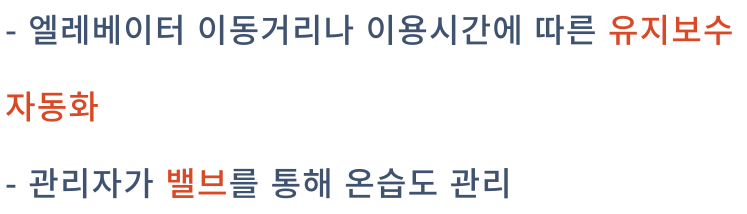 - 엘레베이터 이동거리나 이용시간에 따른 유지보수
자동화
- 관리자가 밸브를 통해 온습도 관리